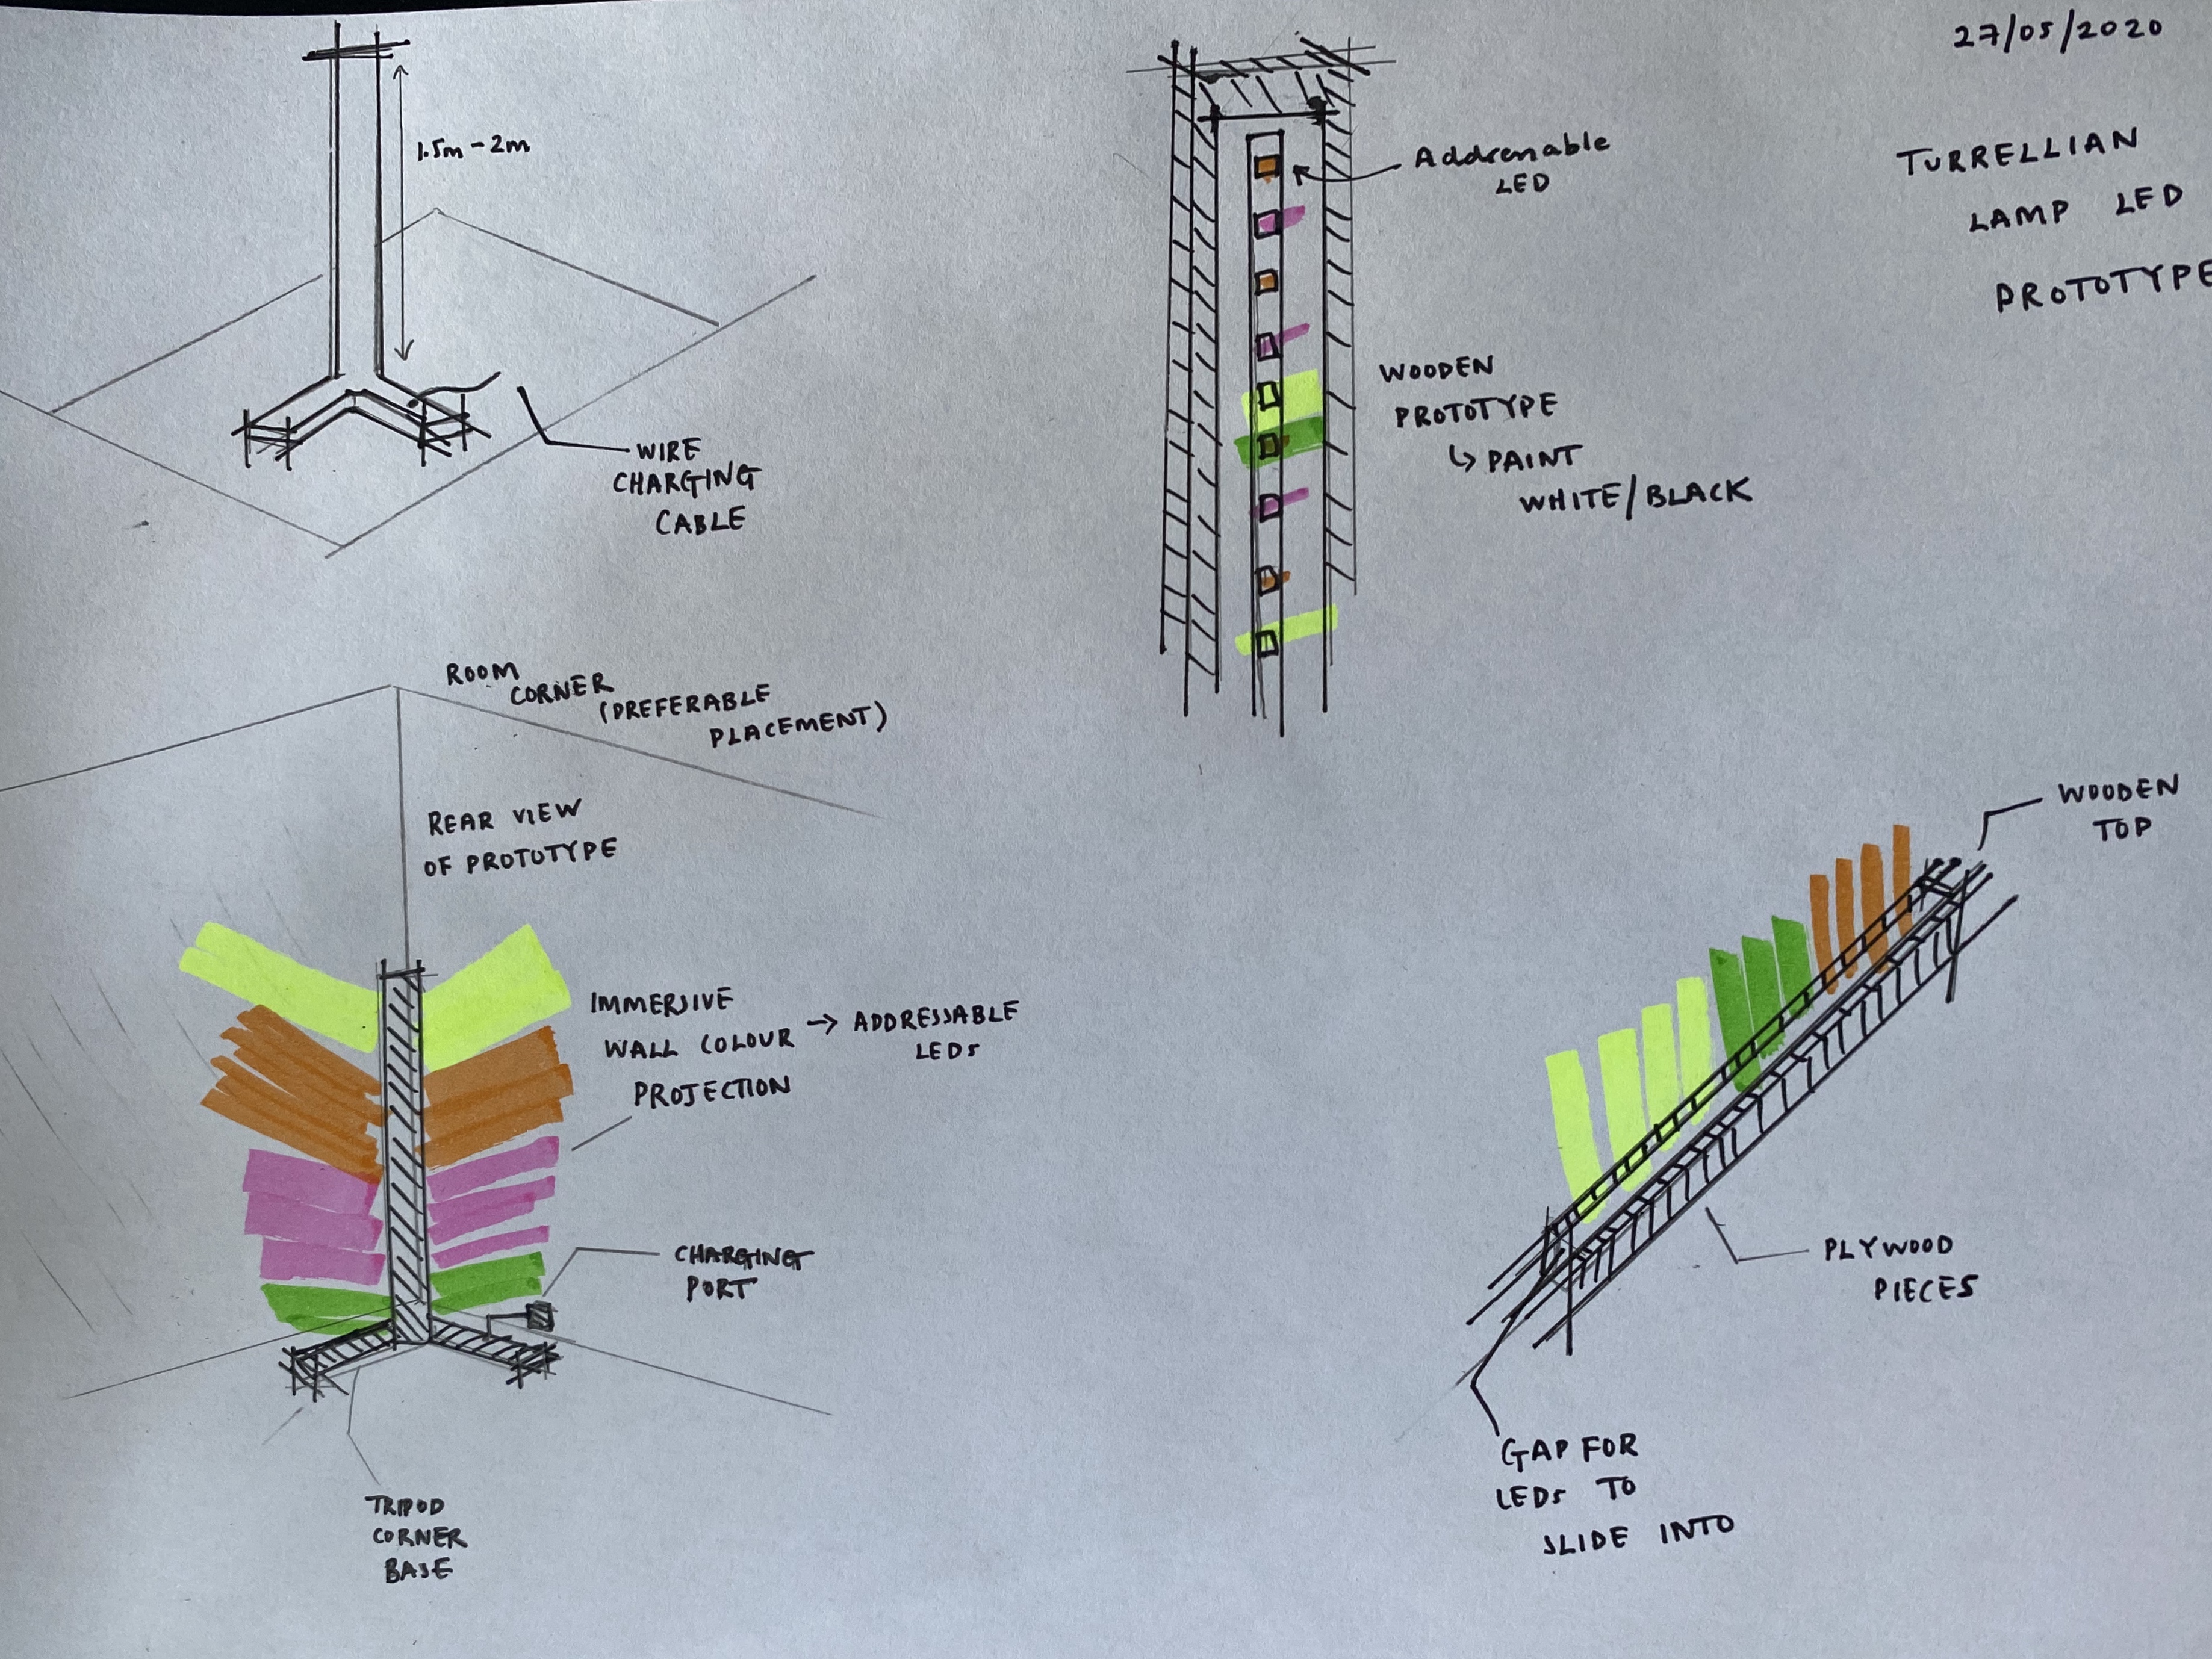 27/05/2020
TURRELLIAN
LAMP LED
PROTOTYPE
1.5m - 2m
WIRE
CHARGING
CABLE
Addressable
LED
WOODEN
PROTOTYPE
↳ PAINT
WHITE/BLACK
ROOM
CORNER
(PREFERABLE
PLACEMENT)
REAR VIEW
OF PROTOTYPE
IMMERSIVE
WALL COLOUR → ADDRESSABLE
LEDs
PROJECTION
CHARGING
PORT
TRIPOD
CORNER
BASE
WOODEN
TOP
PLYWOOD
PIECES
GAP FOR
LEDs TO
SLIDE INTO